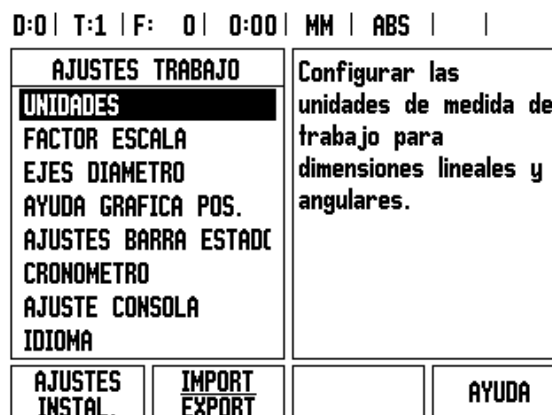 D:0| T:1 |F: 0| 0:00| MM | ABS | |
AJUSTES TRABAJO
UNIDADES
FACTOR ESCALA
EJES DIAMETRO
AYUDA GRAFICA POS.
AJUSTES BARRA ESTADO
CRONOMETRO
AJUSTE CONSOLA
IDIOMA
Configurar las
unidades de medida de
trabajo para
dimensiones lineales y
angulares.
AJUSTES
INSTAL.
IMPORT
EXPORT
AYUDA